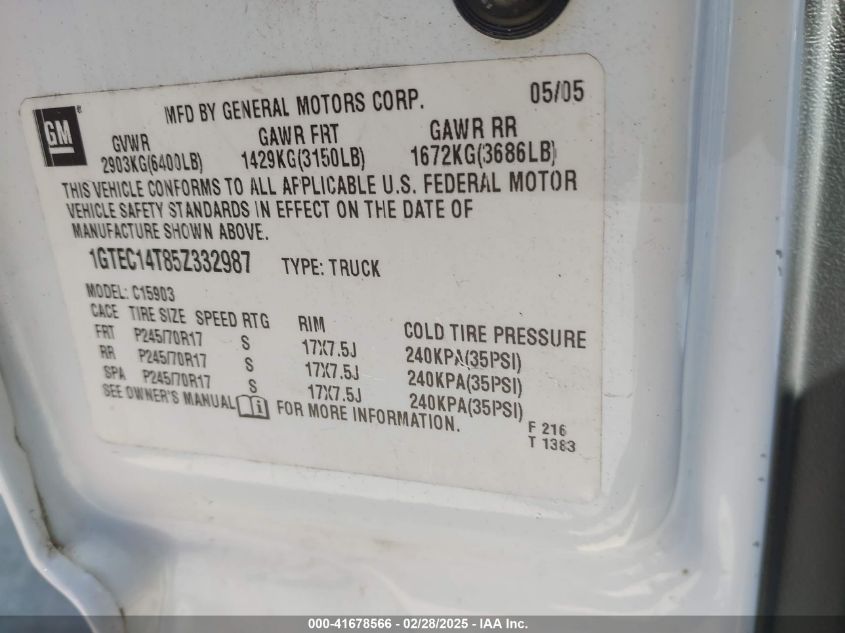 MFD BY GENERAL MOTORS CORP. 05/05
GM ®
GVWR GAWR FRT GAWR RR
2903KG(6400LB) 1429KG(3150LB) 1672KG(3686LB)
THIS VEHICLE CONFORMS TO ALL APPLICABLE U.S. FEDERAL MOTOR
VEHICLE SAFETY STANDARDS IN EFFECT ON THE DATE OF
MANUFACTURE SHOWN ABOVE.
1GTEC14T85Z332987 TYPE: TRUCK
MODEL: C15903
CACE TIRE SIZE SPEED RTG RIM COLD TIRE PRESSURE
FRT P245/70R17 S 17X7.5J 240KPA(35PSI)
RR P245/70R17 S 17X7.5J 240KPA(35PSI)
SPA P245/70R17 S 17X7.5J 240KPA(35PSI)
SEE OWNER'S MANUAL i FOR MORE INFORMATION.
F 216
T 1383
000-41678566 - 02/28/2025 - IAA Inc.